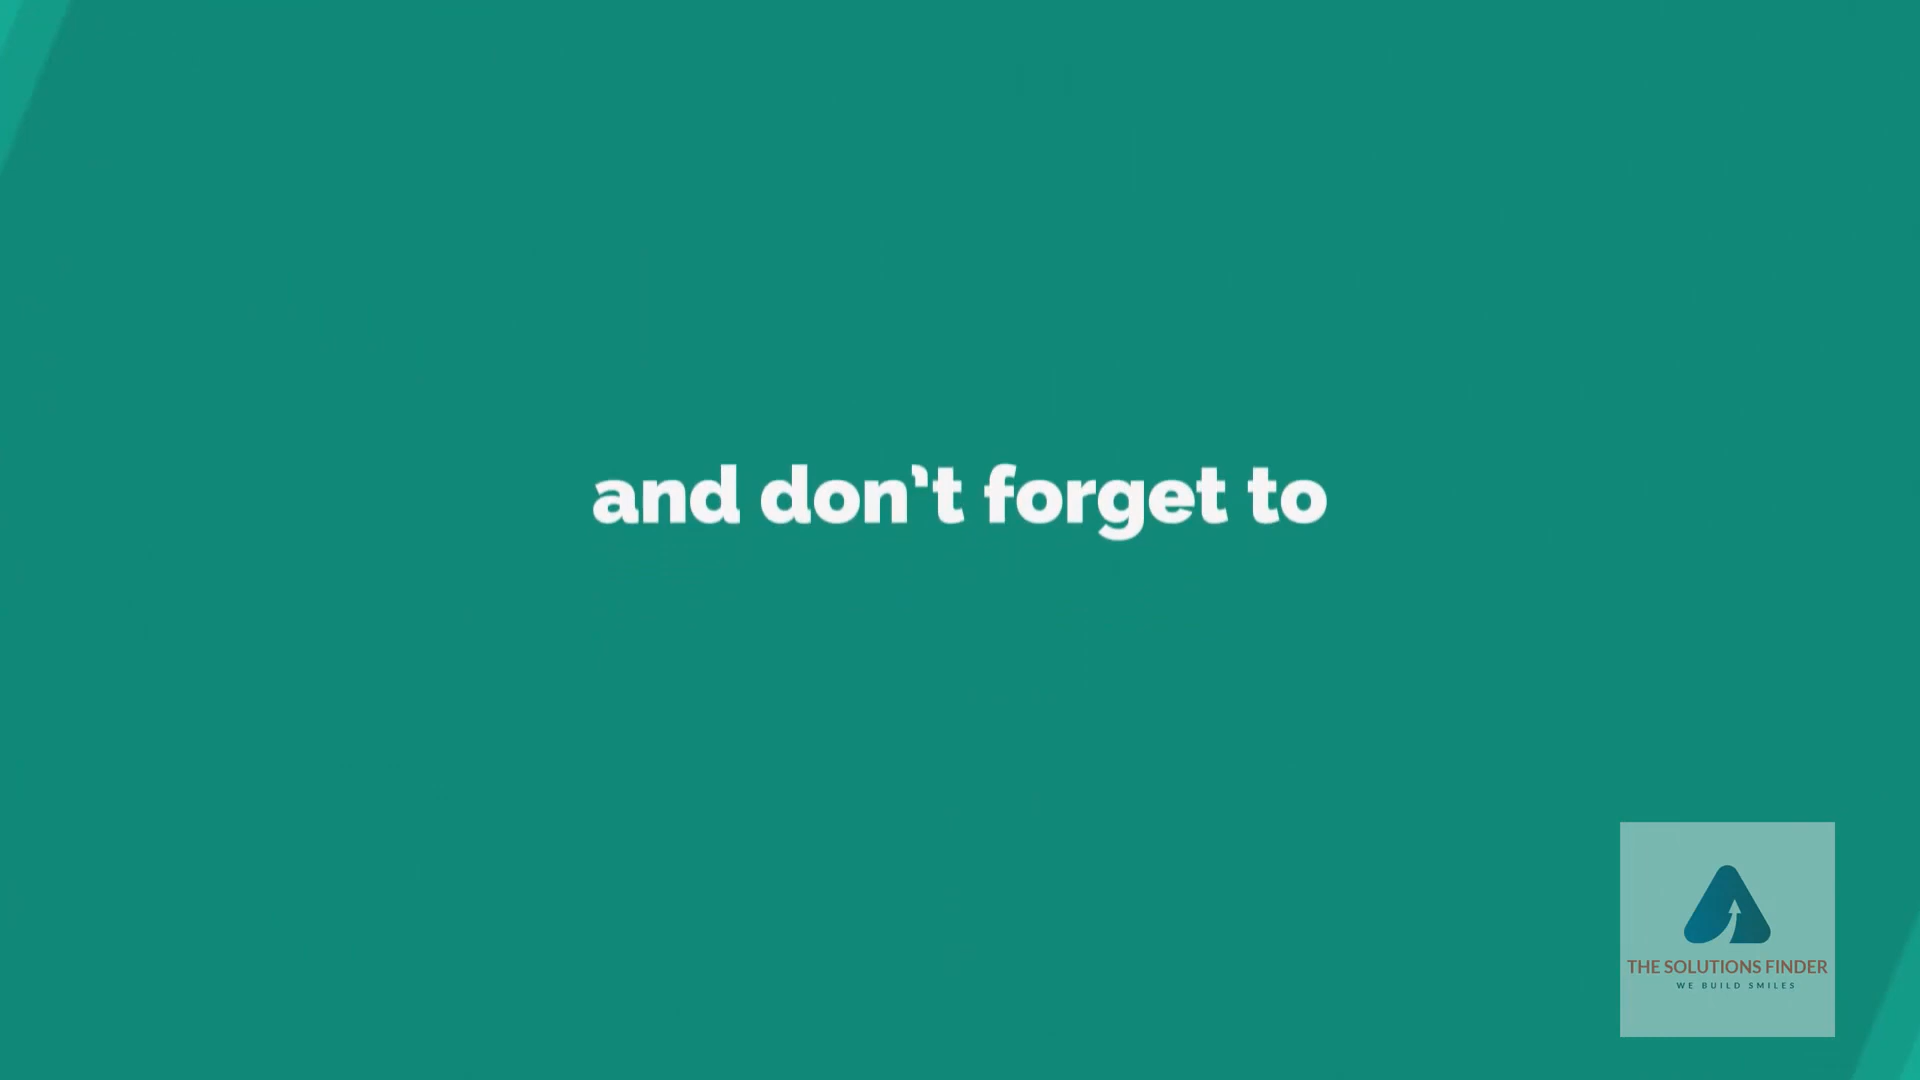 and don't forget to
THE SOLUTIONS FINDER
WE BUILD SMILES